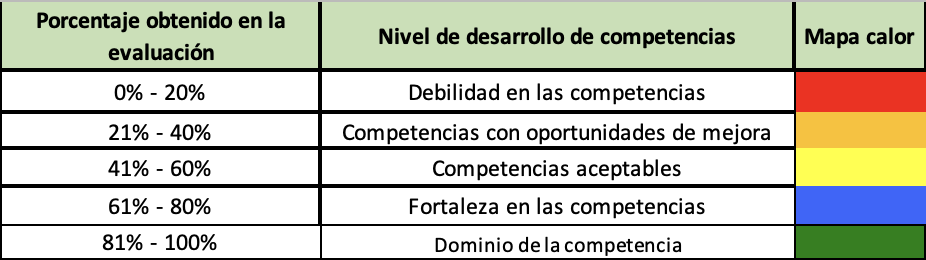 Porcentaje obtenido en la
evaluación
Nivel de desarrollo de competencias
Mapa calor
0% - 20%
Debilidad en las competencias
21% - 40%
Competencias con oportunidades de mejora
41% - 60%
Competencias aceptables
61% - 80%
Fortaleza en las competencias
81% - 100%
Dominio de la competencia